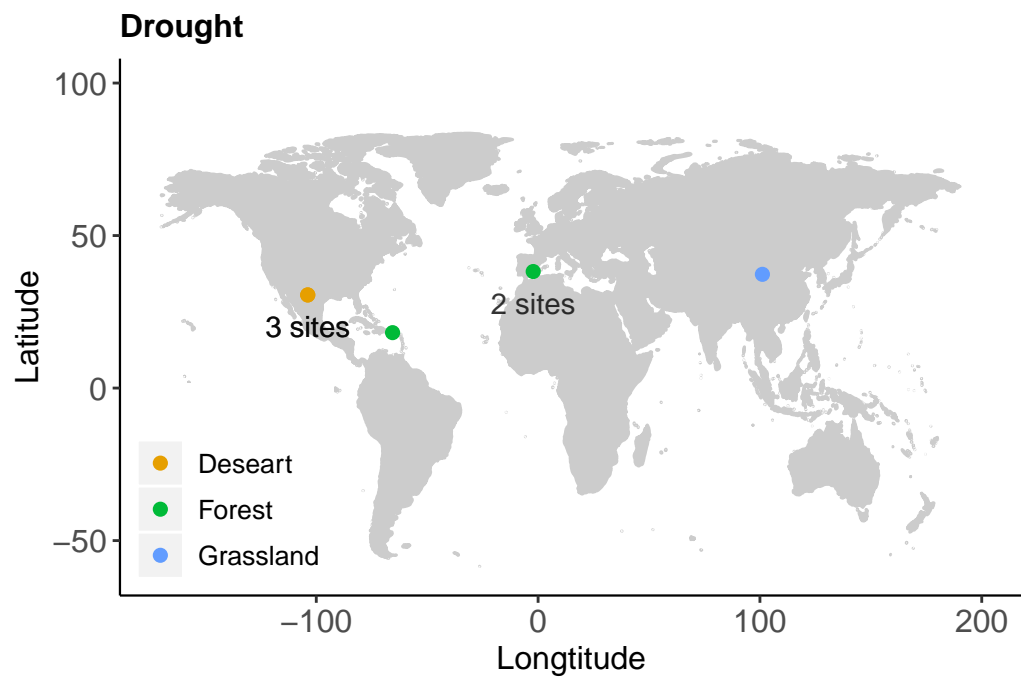 Drought
100
50
0
−50
Latitude
3 sites
2 sites
Deseart
Forest
Grassland
−100
0
100
200
Longtitude